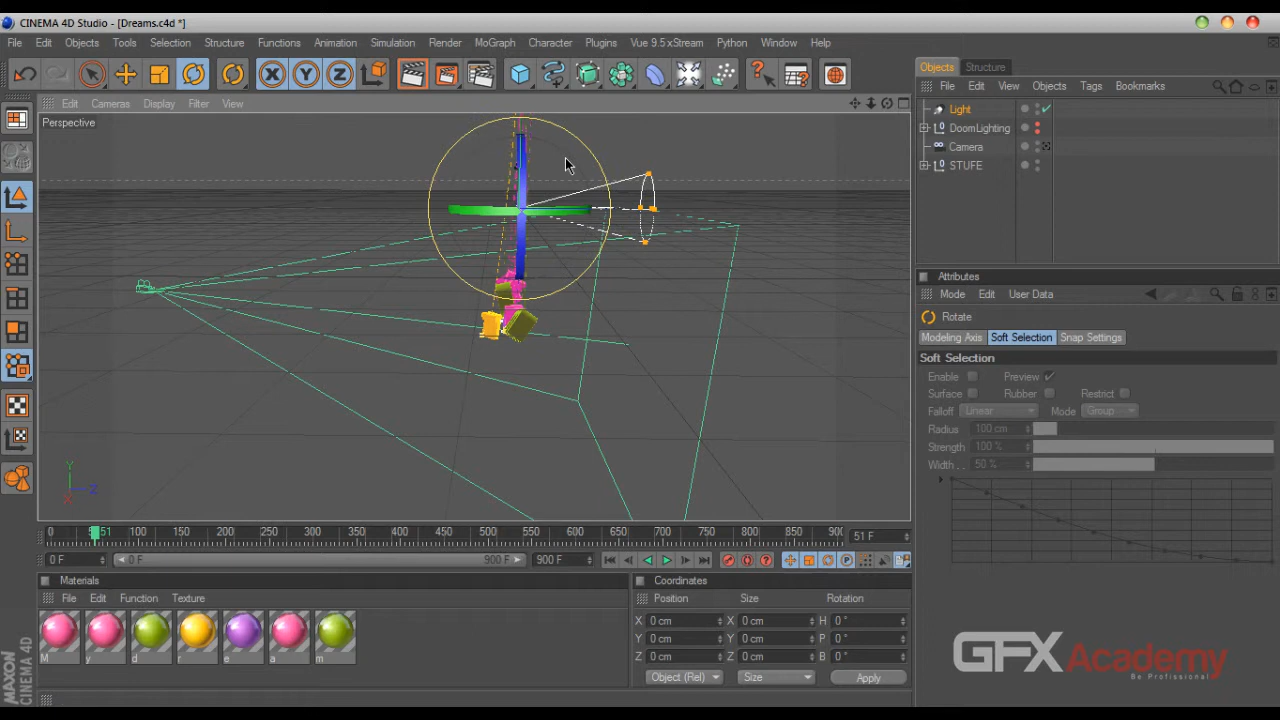 CINEMA 4D Studio - [Dreams.c4d *]
File Edit Objects Tools Selection Structure Functions Animation Simulation Render MoGraph Character Plugins Vue 9.5 xStream Python Window Help
X Y Z
Objects Structure
File Edit View Objects Tags Bookmarks
Edit Cameras Display Filter View
Perspective
Light
DoomLighting
Camera
STUFE
Attributes
Mode Edit User Data
Rotate
Modeling Axis Soft Selection Snap Settings
Soft Selection
Enable Preview
Surface Rubber Restrict
Falloff Linear Mode Group
Radius 100 cm
Strength 100 %
Width . . 50 %
Y
Z
X
0 51 100 150 200 250 300 350 400 450 500 550 600 650 700 750 800 850 900 51 F
0 F 0 F 900 F 900 F
Materials
File Edit Function Texture
M y d r e a m
Coordinates
Position Size Rotation
X 0 cm X 0 cm H 0 °
Y 0 cm Y 0 cm P 0 °
Z 0 cm Z 0 cm B 0 °
Object (Rel) Size Apply
GFX Academy
Be Profissional
MAXON
CINEMA 4D